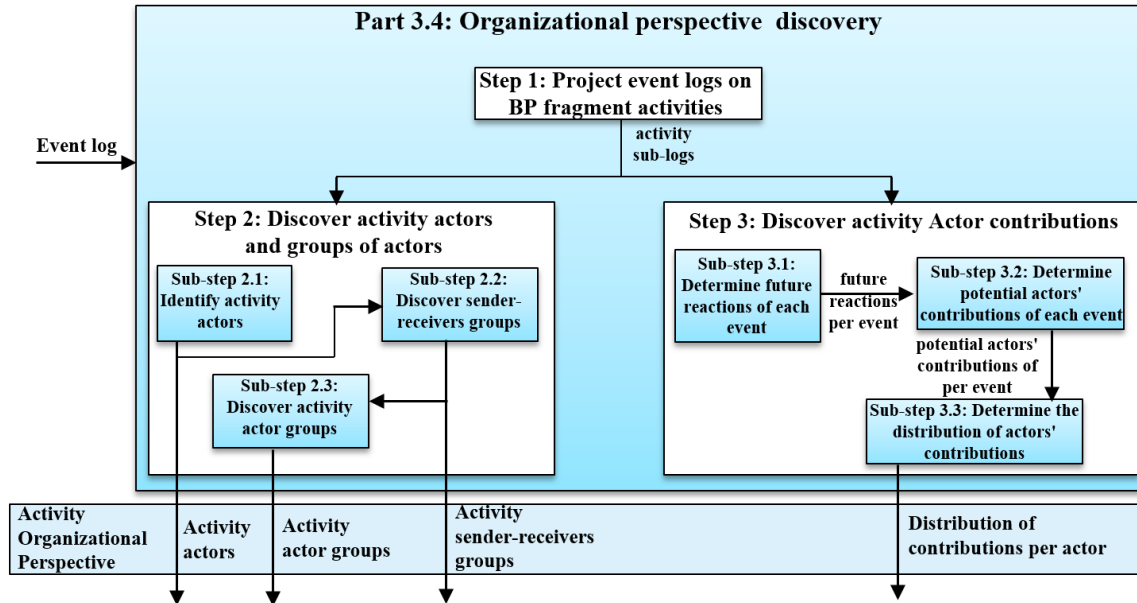 Part 3.4: Organizational perspective discovery
Step 1: Project event logs on
BP fragment activities
activity
sub-logs
Event log
Step 2: Discover activity actors
and groups of actors
Sub-step 2.1:
Identify activity
actors
Sub-step 2.2:
Discover sender-
receivers groups
Sub-step 2.3:
Discover activity
actor groups
Step 3: Discover activity Actor contributions
Sub-step 3.1:
Determine future
reactions of each
event
future
reactions
per event
Sub-step 3.2: Determine
potential actors'
contributions of each event
potential actors'
contributions of
per event
Sub-step 3.3: Determine the
distribution of actors'
contributions
Activity
Organizational
Perspective
Activity
actors
Activity
actor groups
Activity
sender-receivers
groups
Distribution of
contributions per actor